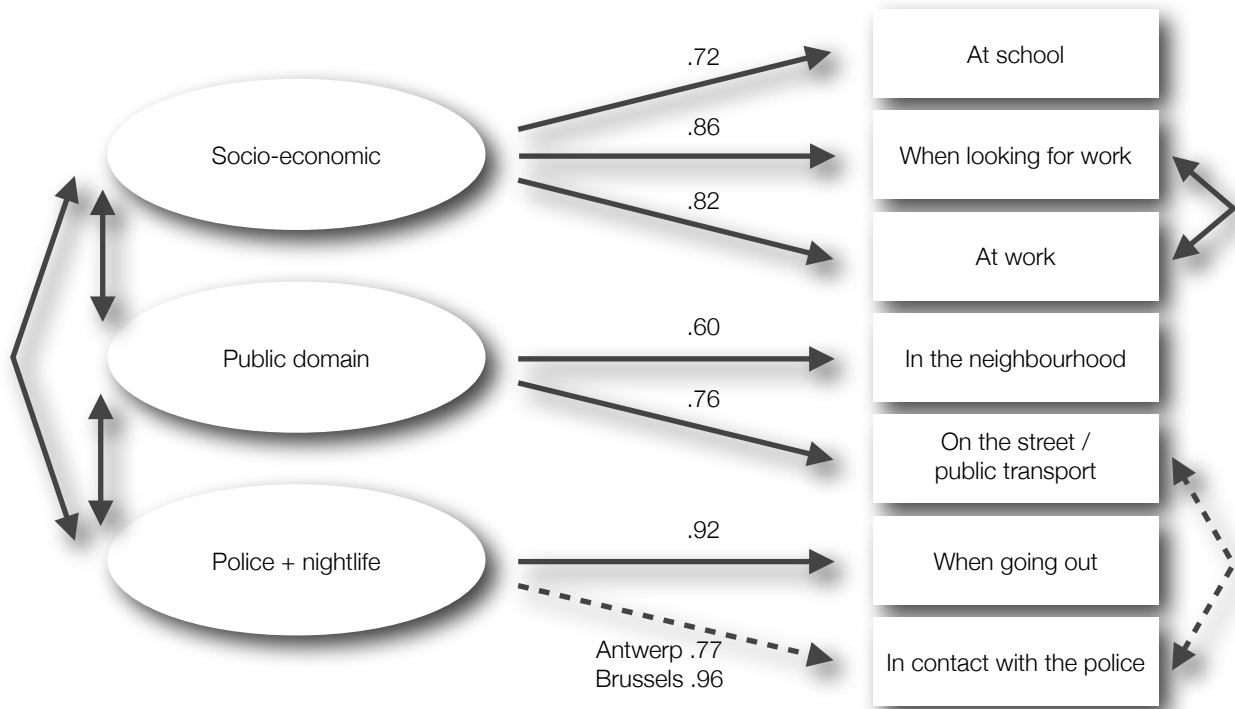 .72
At school
Socio-economic
.86
When looking for work
.82
At work
Public domain
.60
In the neighbourhood
.76
On the street /
public transport
Police + nightlife
.92
When going out
Antwerp .77
Brussels .96
In contact with the police